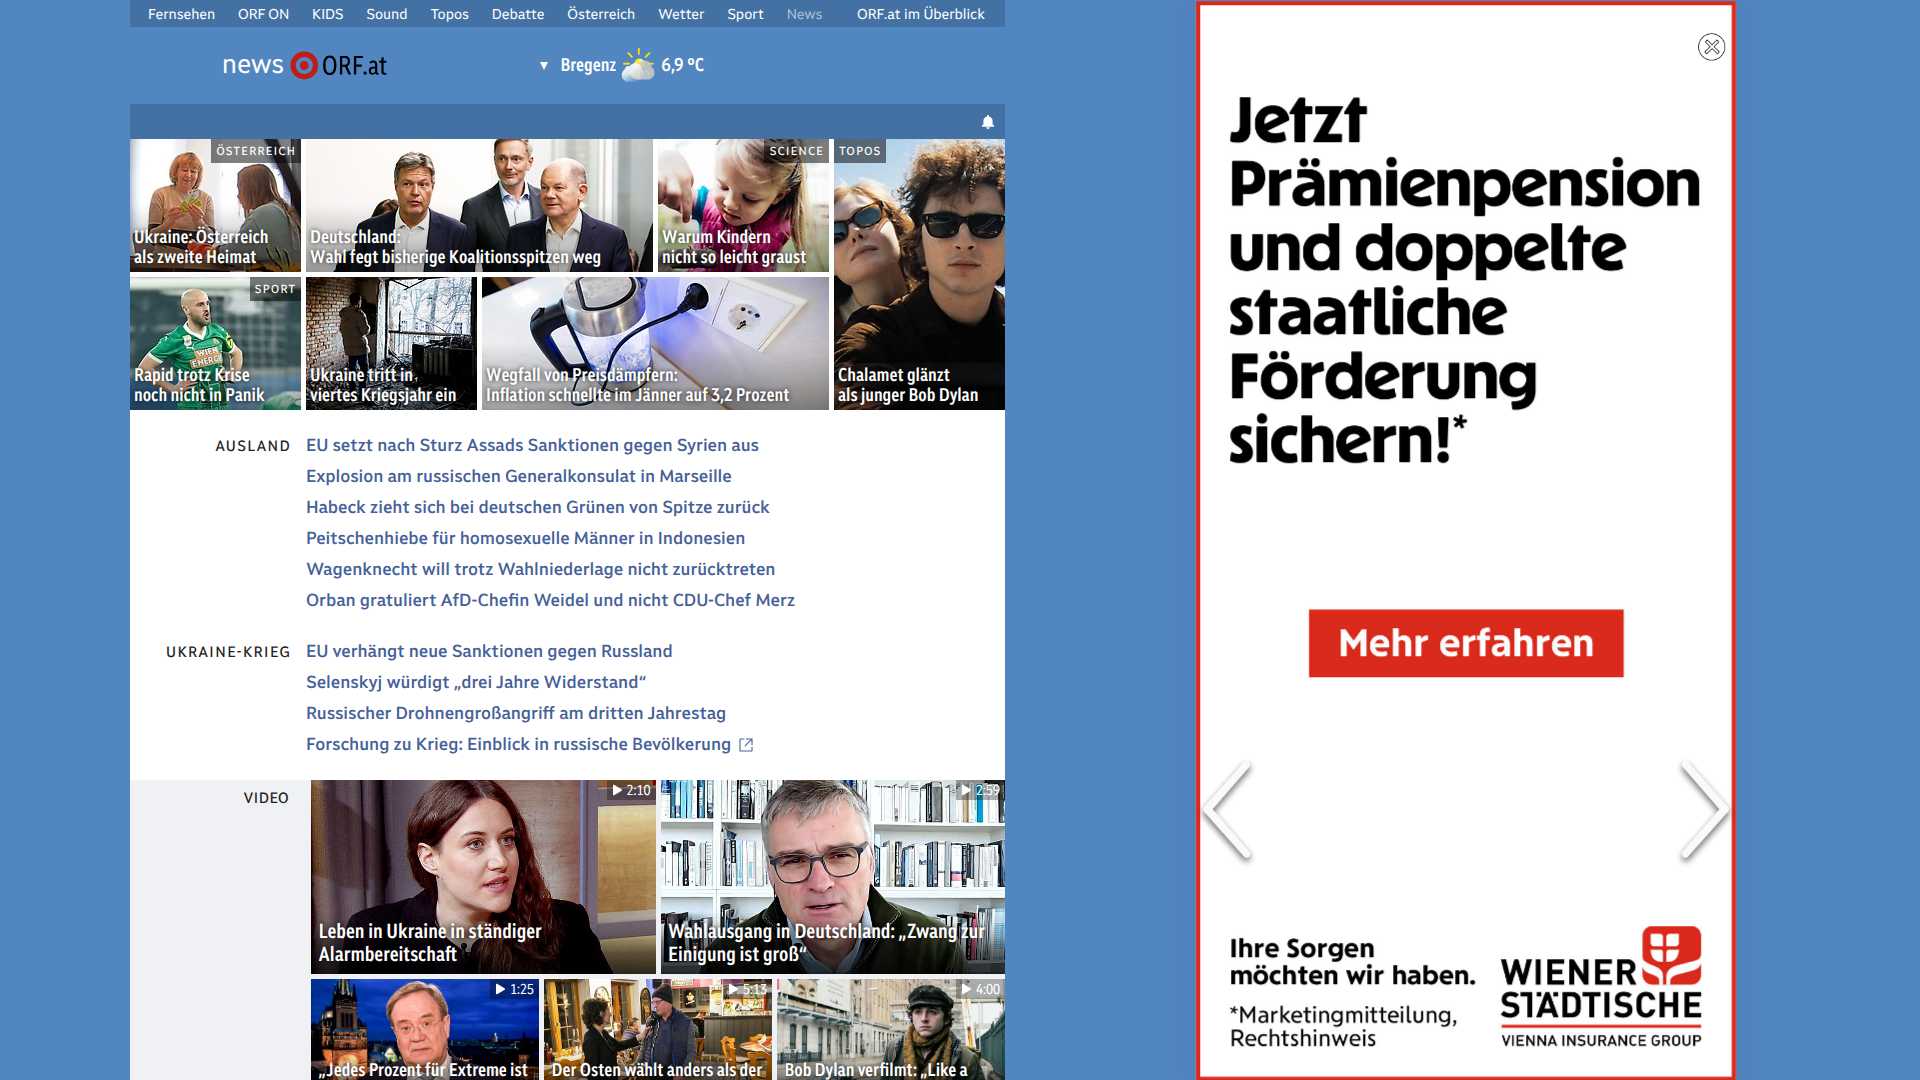 Fernsehen ORF ON KIDS Sound Topos Debatte Österreich Wetter Sport News ORF.at im Überblick
news ORF.at
Bregenz 6,9 °C
ÖSTERREICH
Ukraine: Österreich
als zweite Heimat
Deutschland:
Wahl fegt bisherige Koalitionsspitzen weg
SCIENCE
Warum Kindern
nicht so leicht graust
TOPOS
Chalamet glänzt
als junger Bob Dylan
SPORT
WIEN
ENERGIE
Rapid trotz Krise
noch nicht in Panik
Ukraine tritt in
viertes Kriegsjahr ein
Wegfall von Preisdämpfern:
Inflation schnellte im Jänner auf 3,2 Prozent
AUSLAND
EU setzt nach Sturz Assads Sanktionen gegen Syrien aus
Explosion am russischen Generalkonsulat in Marseille
Habeck zieht sich bei deutschen Grünen von Spitze zurück
Peitschenhiebe für homosexuelle Männer in Indonesien
Wagenknecht will trotz Wahlniederlage nicht zurücktreten
Orban gratuliert AfD-Chefin Weidel und nicht CDU-Chef Merz
UKRAINE-KRIEG
EU verhängt neue Sanktionen gegen Russland
Selenskyj würdigt „drei Jahre Widerstand“
Russischer Drohnengroßangriff am dritten Jahrestag
Forschung zu Krieg: Einblick in russische Bevölkerung
VIDEO
2:10
Leben in Ukraine in ständiger
Alarmbereitschaft
2:59
Wahlausgang in Deutschland: „Zwang zur
Einigung ist groß“
1:25
„Jedes Prozent für Extreme ist
5:13
Der Osten wählt anders als der
4:00
Bob Dylan verfilmt: „Like a
Jetzt
Prämienpension
und doppelte
staatliche
Förderung
sichern!*
Mehr erfahren
Ihre Sorgen
möchten wir haben.
*Marketingmitteilung,
Rechtshinweis
WIENER
STÄDTISCHE
VIENNA INSURANCE GROUP